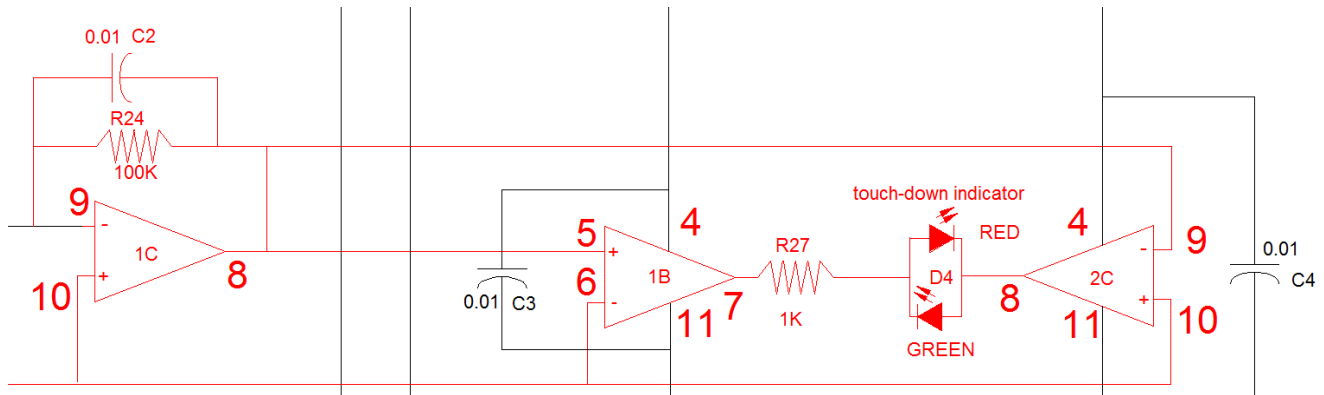 0.01 C2
R24
100K
9
-
1C
+
10
8
5
+
6
-
1B
4
7
11
0.01 C3
R27
1K
touch-down indicator
RED
D4
GREEN
4
8
2C
11
-
9
+
10
0.01
C4